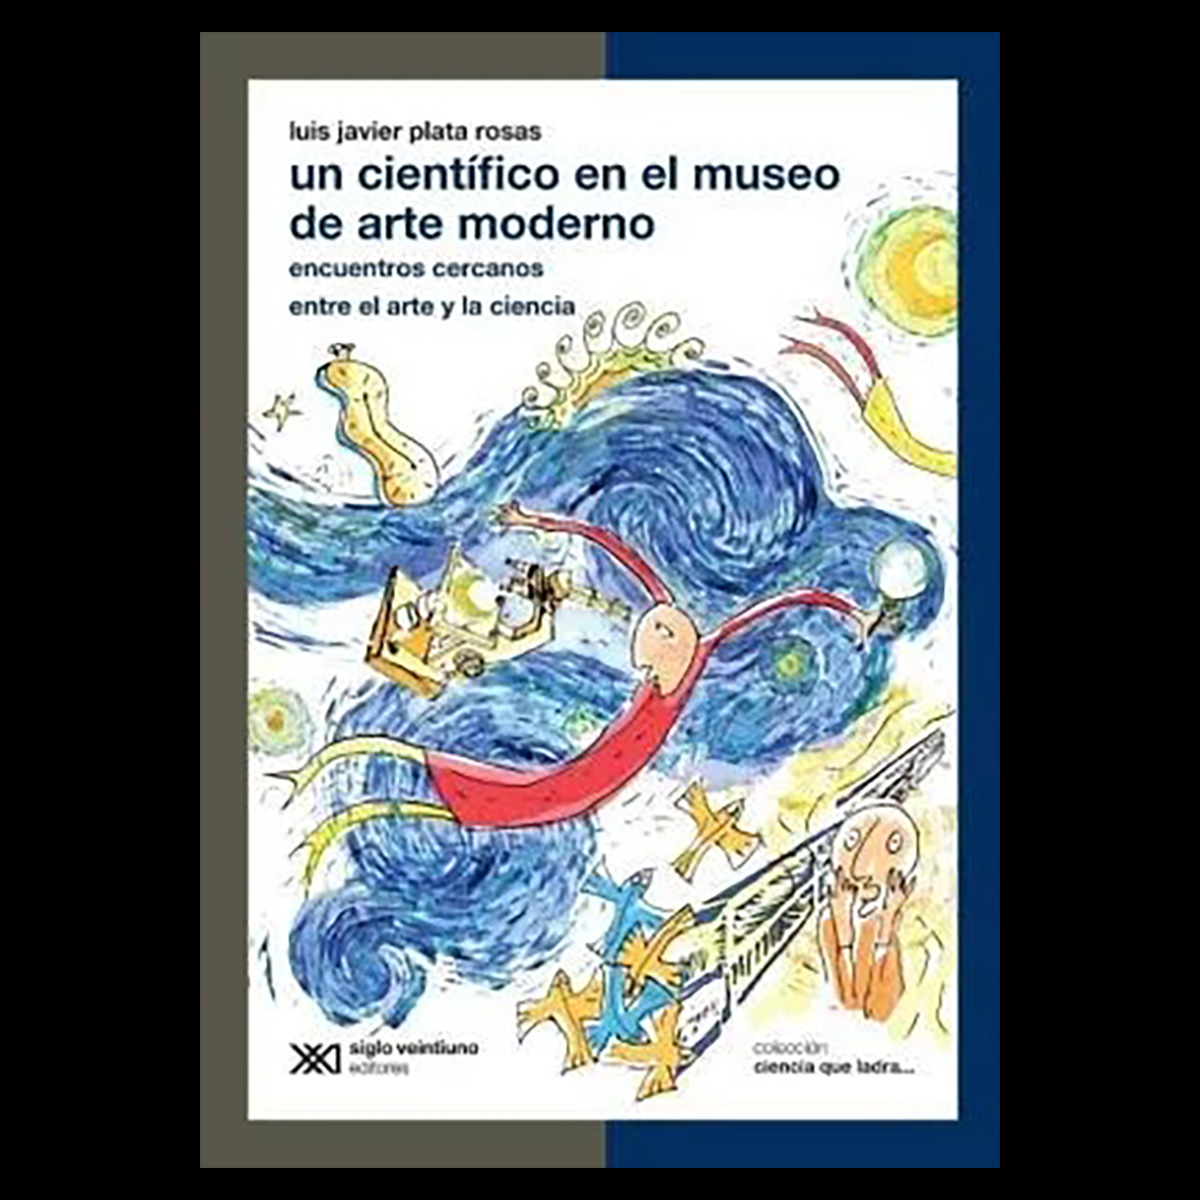 luis javier plata rosas
un científico en el museo
de arte moderno
encuentros cercanos
entre el arte y la ciencia
siglo veintiuno
editores
colección
ciencia que ladra...